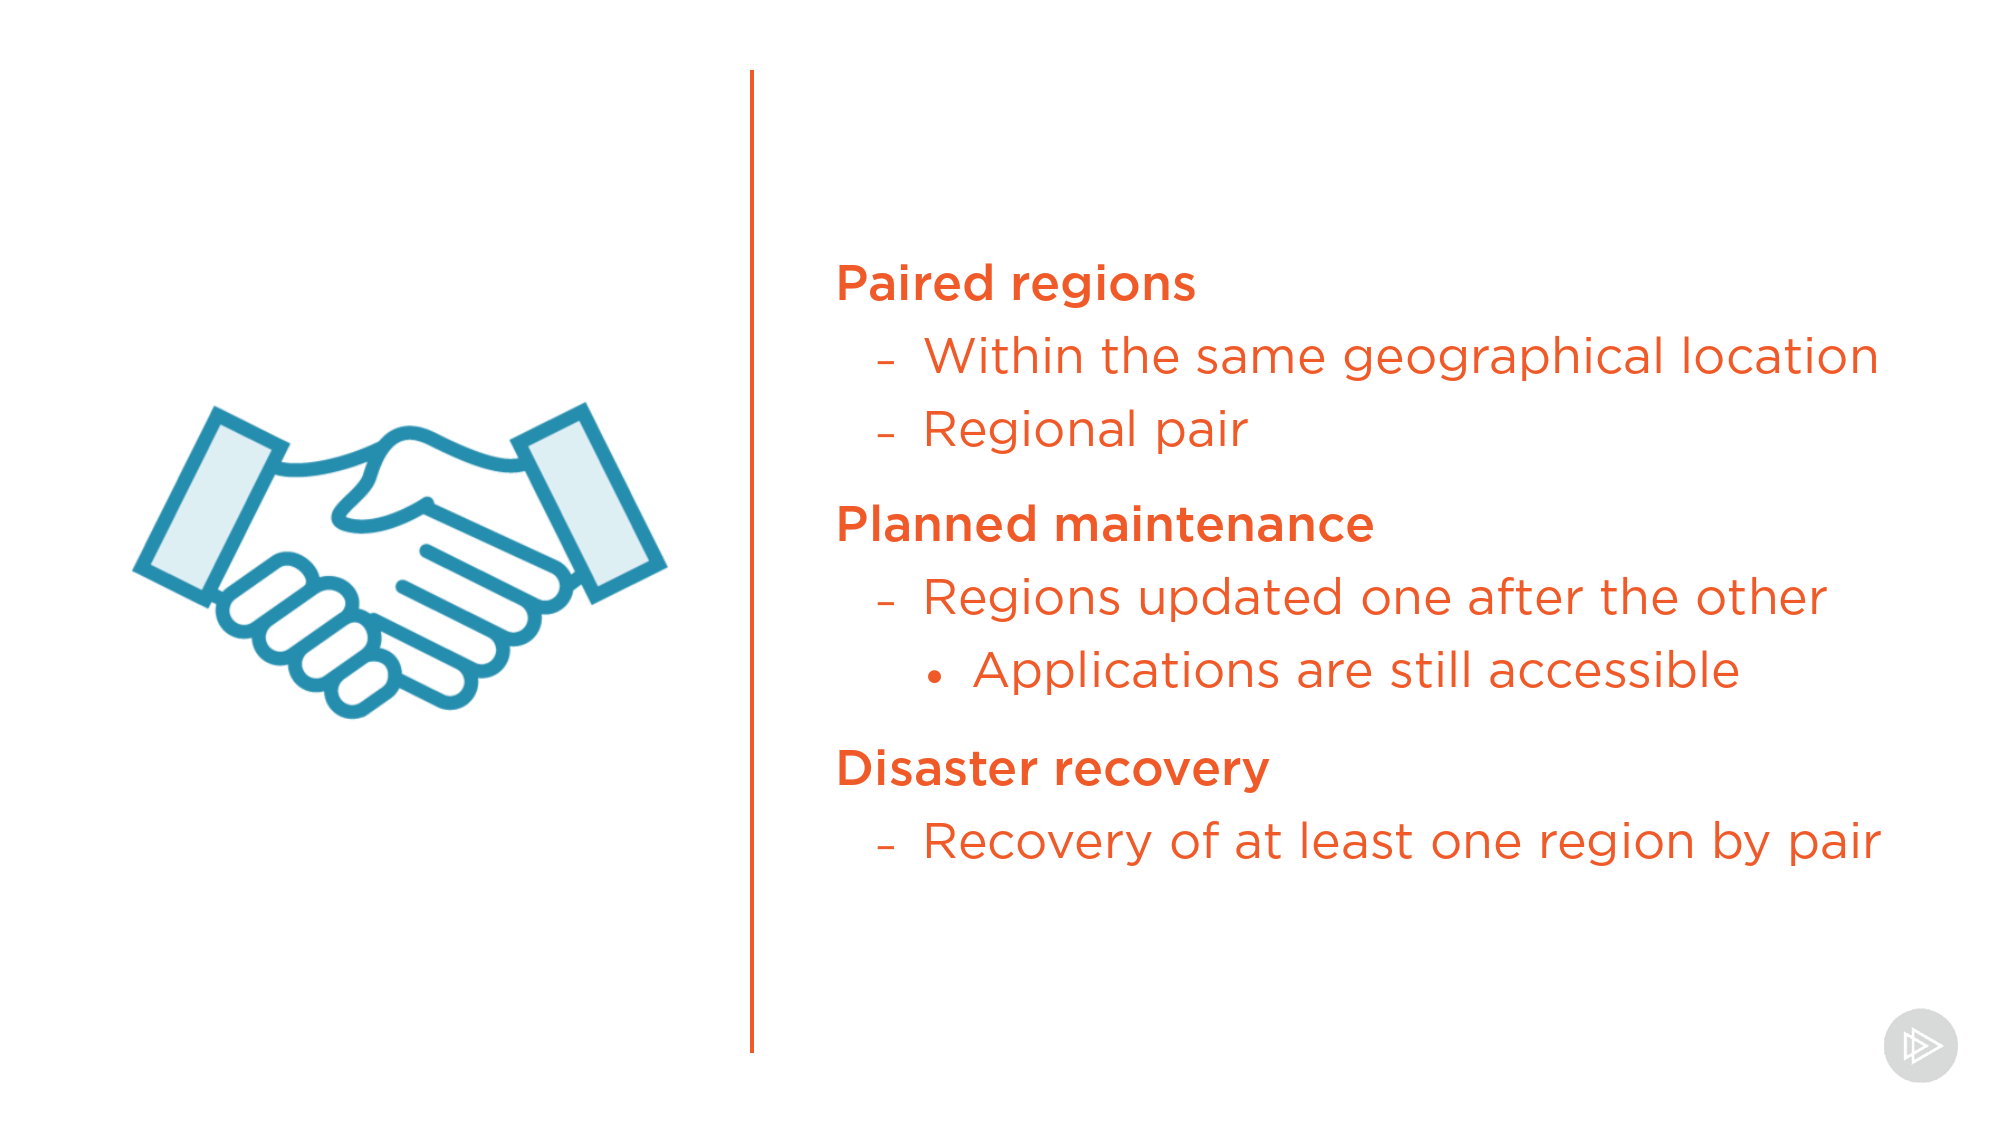 Paired regions
– Within the same geographical location
– Regional pair
Planned maintenance
– Regions updated one after the other
• Applications are still accessible
Disaster recovery
– Recovery of at least one region by pair